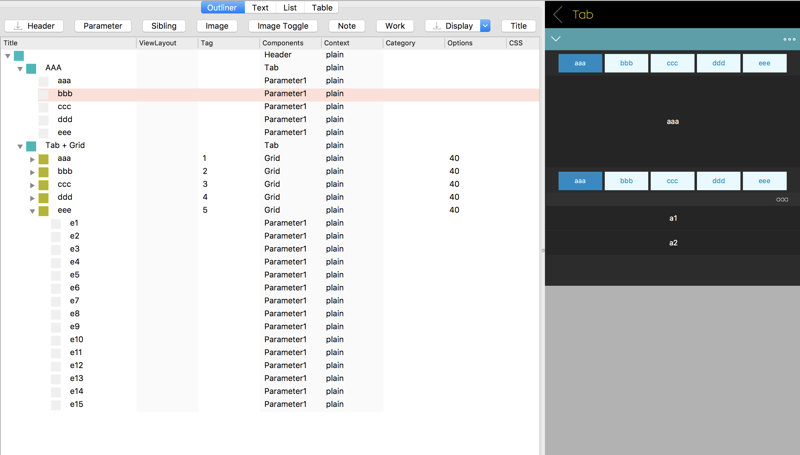 Outliner Text List Table
Header Parameter Sibling Image Image Toggle Note Work Display Title
Title ViewLayout Tag Components Context Category Options CSS
Header plain
AAA Tab plain
aaa Parameter1 plain
bbb Parameter1 plain
ccc Parameter1 plain
ddd Parameter1 plain
eee Parameter1 plain
Tab + Grid Tab plain
aaa 1 Grid plain 40
bbb 2 Grid plain 40
ccc 3 Grid plain 40
ddd 4 Grid plain 40
eee 5 Grid plain 40
e1 Parameter1 plain
e2 Parameter1 plain
e3 Parameter1 plain
e4 Parameter1 plain
e5 Parameter1 plain
e6 Parameter1 plain
e7 Parameter1 plain
e8 Parameter1 plain
e9 Parameter1 plain
e10 Parameter1 plain
e11 Parameter1 plain
e12 Parameter1 plain
e13 Parameter1 plain
e14 Parameter1 plain
e15 Parameter1 plain
Tab
aaa bbb ccc ddd eee
aaa
aaa bbb ccc ddd eee
aaa
a1
a2